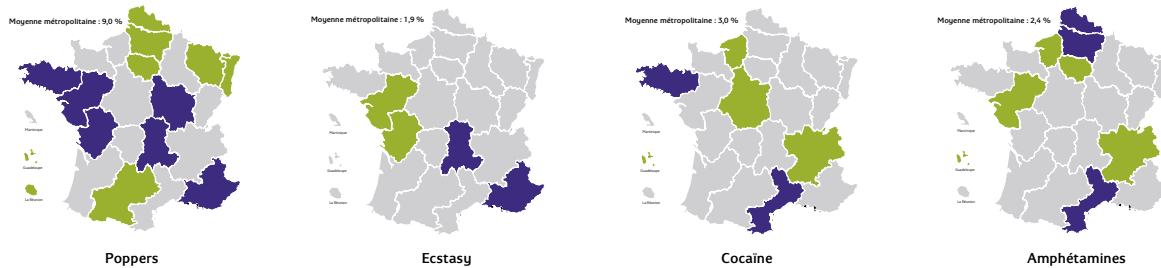 Moyenne métropolitaine : 9,0 %
Martinique
Guadeloupe
La Réunion
Poppers
Moyenne métropolitaine : 1,9 %
Martinique
Guadeloupe
La Réunion
Ecstasy
Moyenne métropolitaine : 3,0 %
Martinique
Guadeloupe
La Réunion
Cocaïne
Moyenne métropolitaine : 2,4 %
Martinique
Guadeloupe
La Réunion
Amphétamines